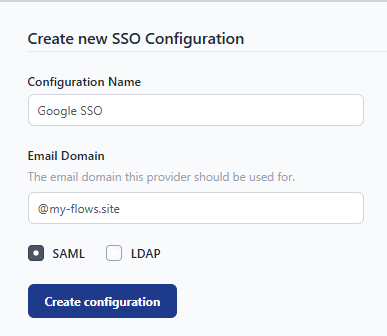 Create new SSO Configuration
Configuration Name
Google SSO
Email Domain
The email domain this provider should be used for.
@my-flows.site
SAML LDAP
Create configuration